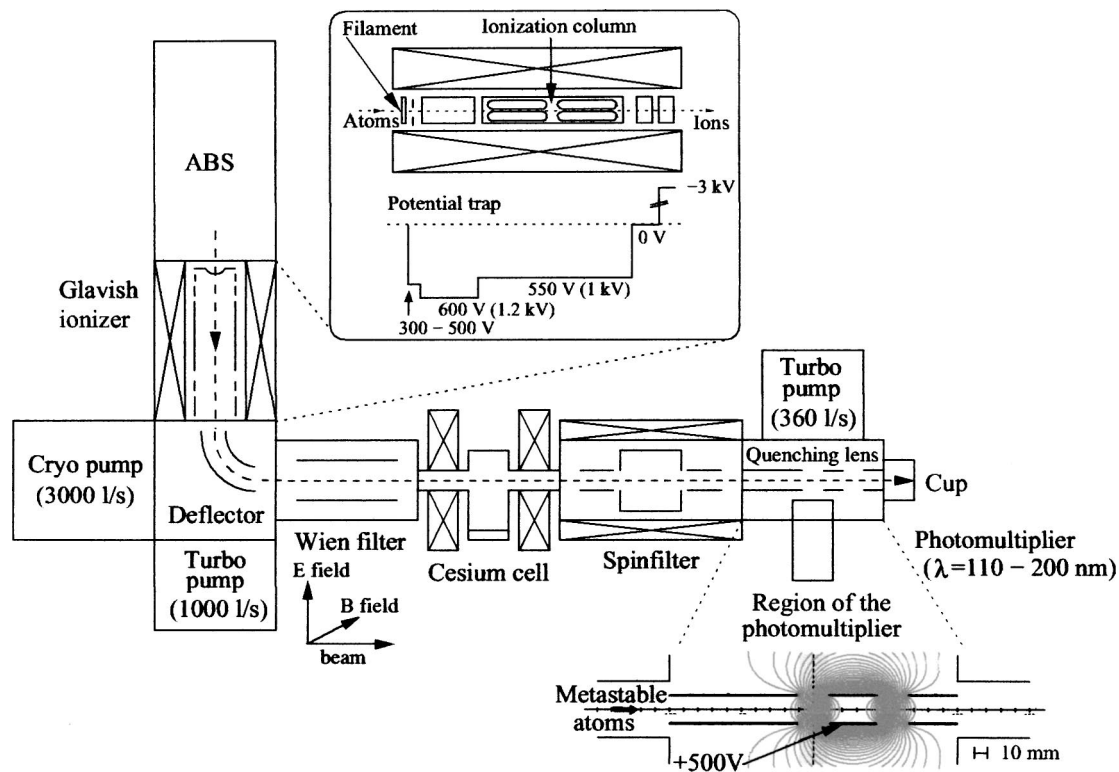 Filament
Ionization column
Atoms
Ions
Potential trap
−3 kV
0 V
550 V (1 kV)
600 V (1.2 kV)
300 − 500 V
ABS
Glavish
ionizer
Cryo pump
(3000 l/s)
Deflector
Turbo
pump
(1000 l/s)
Wien filter
E field
B field
beam
Cesium cell
Spinfilter
Turbo
pump
(360 l/s)
Quenching lens
Cup
Photomultiplier
(λ=110 − 200 nm)
Region of the
photomultiplier
Metastable
atoms
+500V
10 mm